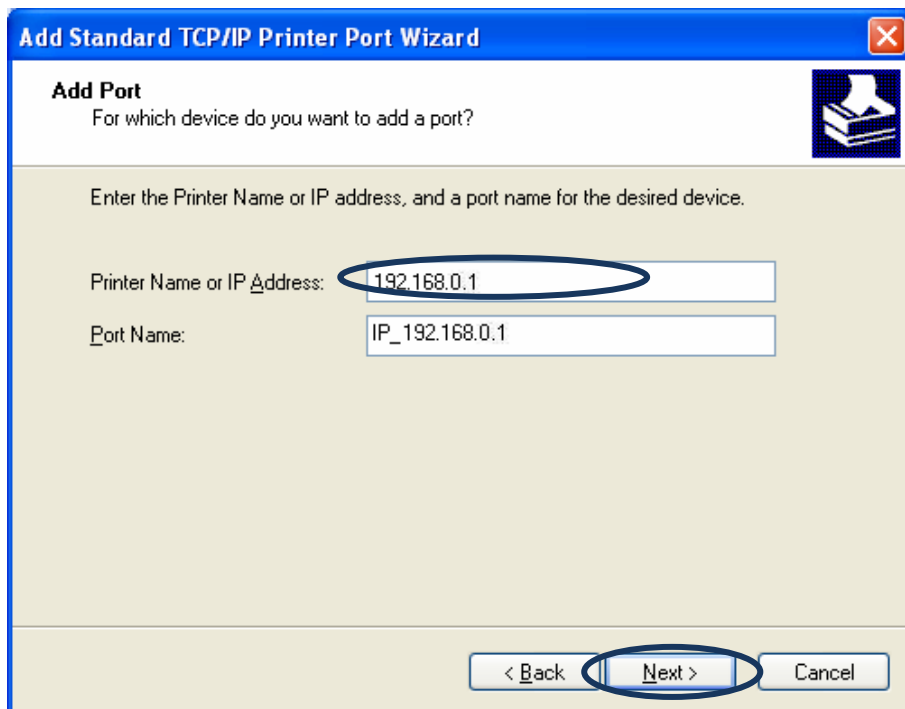 Add Standard TCP/IP Printer Port Wizard
Add Port
For which device do you want to add a port?
Enter the Printer Name or IP address, and a port name for the desired device.
Printer Name or IP Address: 192.168.0.1
Port Name: IP_192.168.0.1
< Back Next > Cancel